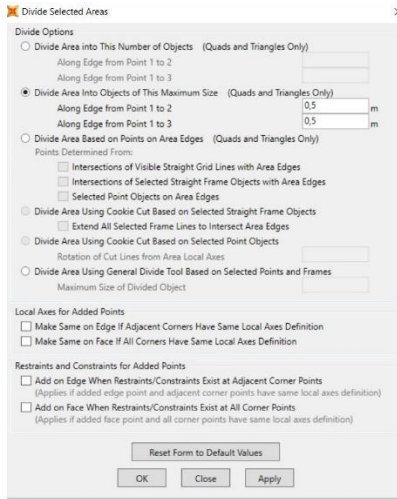 Divide Selected Areas
Divide Options
Divide Area into This Number of Objects (Quads and Triangles Only)
Along Edge from Point 1 to 2
Along Edge from Point 1 to 3
Divide Area Into Objects of This Maximum Size (Quads and Triangles Only)
Along Edge from Point 1 to 2 0,5 m
Along Edge from Point 1 to 3 0,5 m
Divide Area Based on Points on Area Edges (Quads and Triangles Only)
Points Determined From:
Intersections of Visible Straight Grid Lines with Area Edges
Intersections of Selected Straight Frame Objects with Area Edges
Selected Point Objects on Area Edges
Divide Area Using Cookie Cut Based on Selected Straight Frame Objects
Extend All Selected Frame Lines to Intersect Area Edges
Divide Area Using Cookie Cut Based on Selected Point Objects
Rotation of Cut Lines from Area Local Axes
Divide Area Using General Divide Tool Based on Selected Points and Frames
Maximum Size of Divided Object
Local Axes for Added Points
Make Same on Edge If Adjacent Corners Have Same Local Axes Definition
Make Same on Face If All Corners Have Same Local Axes Definition
Restraints and Constraints for Added Points
Add on Edge When Restraints/Constraints Exist at Adjacent Corner Points
(Applies if added edge point and adjacent corner points have same local axes definition)
Add on Face When Restraints/Constraints Exist at All Corner Points
(Applies if added face point and all corner points have same local axes definition)
Reset Form to Default Values
OK Close Apply